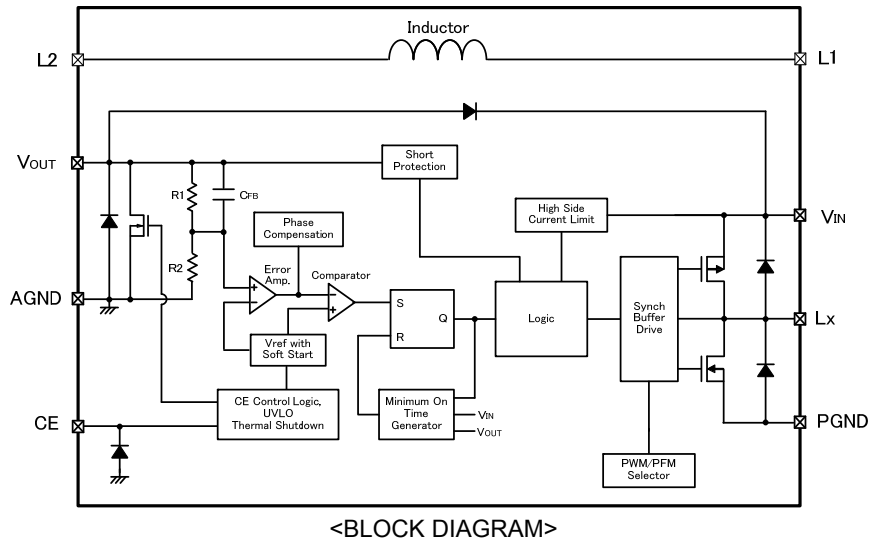 Inductor
L2
L1
VOUT
Short
Protection
R1
CFB
High Side
Current Limit
VIN
Phase
Compensation
R2
Error
Amp.
Comparator
AGND
S
Q
R
Logic
Synch
Buffer
Drive
Lx
Vref with
Soft Start
CE Control Logic,
UVLO
Thermal Shutdown
Minimum On
Time
Generator
VIN
VOUT
CE
PGND
PWM/PFM
Selector
<BLOCK DIAGRAM>